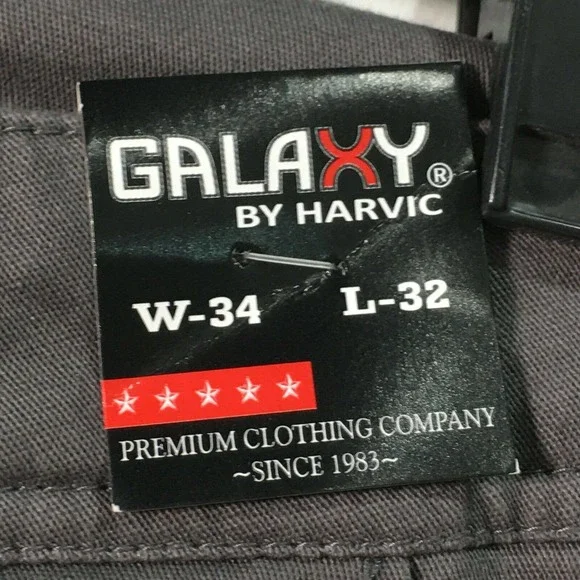 GALAXY®
BY HARVIC
W-34 L-32
PREMIUM CLOTHING COMPANY
~SINCE 1983~